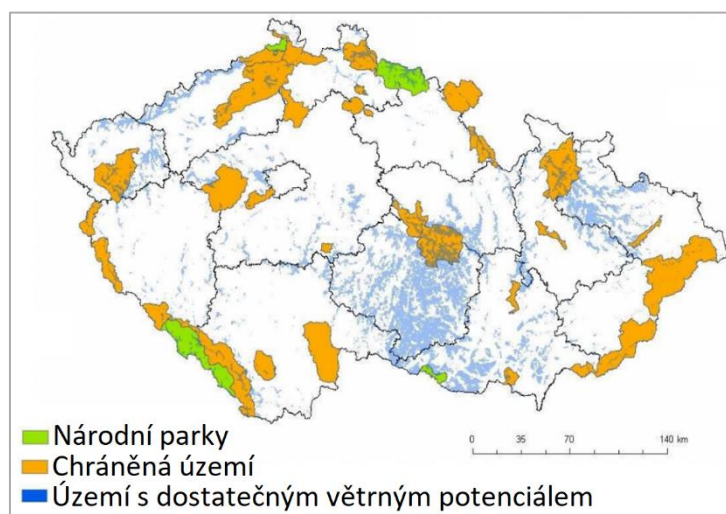 Národní parky
Chráněná území
Území s dostatečným větrným potenciálem
0 35 70 140 km